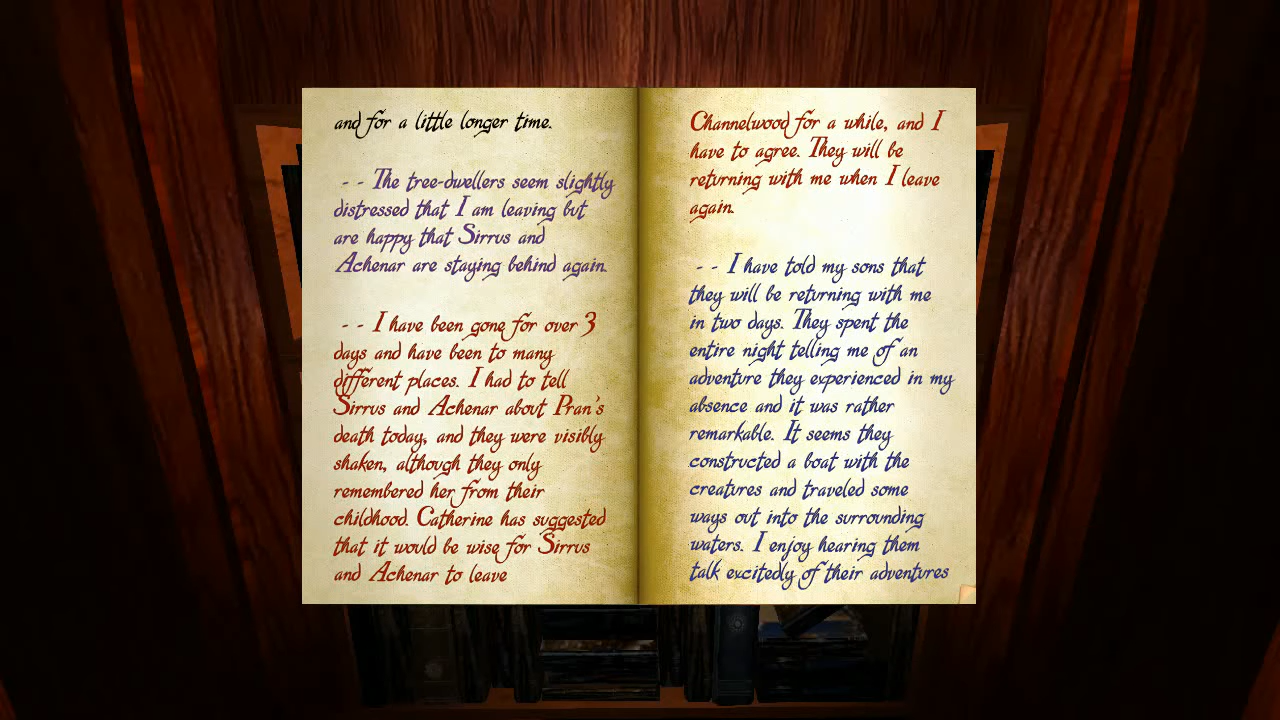 and for a little longer time.
- - The tree-dwellers seem slightly
distressed that I am leaving but
are happy that Sirrus and
Achenar are staying behind again.
- - I have been gone for over 3
days and have been to many
different places. I had to tell
Sirrus and Achenar about Pran's
death today, and they were visibly
shaken, although they only
remembered her from their
childhood. Catherine has suggested
that it would be wise for Sirrus
and Achenar to leave
Channelwood for a while, and I
have to agree. They will be
returning with me when I leave
again.
- - I have told my sons that
they will be returning with me
in two days. They spent the
entire night telling me of an
adventure they experienced in my
absence and it was rather
remarkable. It seems they
constructed a boat with the
creatures and traveled some
ways out into the surrounding
waters. I enjoy hearing them
talk excitedly of their adventures